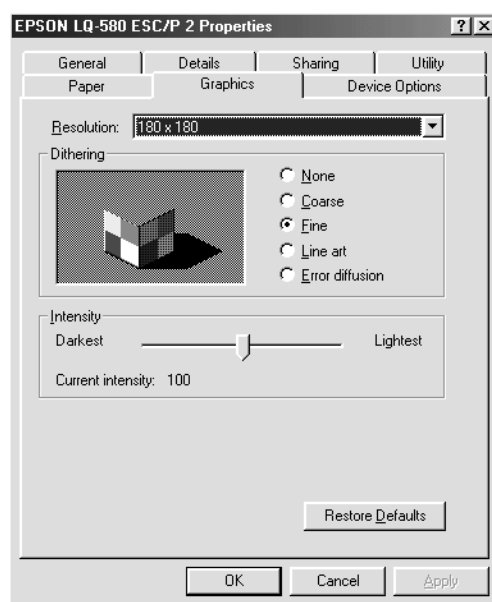 EPSON LQ-580 ESC/P 2 Properties ? ×
General Details Sharing Utility
Paper Graphics Device Options
Resolution: 180 x 180
Dithering
None
Coarse
Fine
Line art
Error diffusion
Intensity
Darkest Lightest
Current intensity: 100
Restore Defaults
OK Cancel Apply